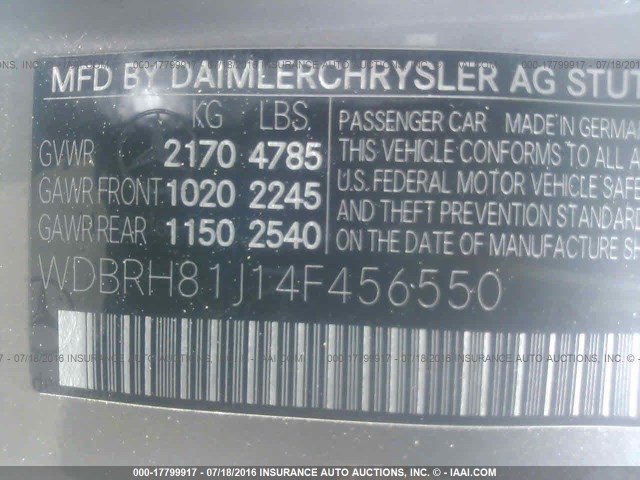 MFD BY DAIMLERCHRYSLER AG STUT
KG LBS.
GVWR 2170 4785
GAWR FRONT 1020 2245
GAWR REAR 1150 2540
PASSENGER CAR MADE IN GERMAN
THIS VEHICLE CONFORMS TO ALL A
U.S. FEDERAL MOTOR VEHICLE SAFE
AND THEFT PREVENTION STANDARD
ON THE DATE OF MANUFACTURE SH
WDBRH81J14F456550
000-17799917 - 07/18/2016 INSURANCE AUTO AUCTIONS, INC. © - IAAI.COM